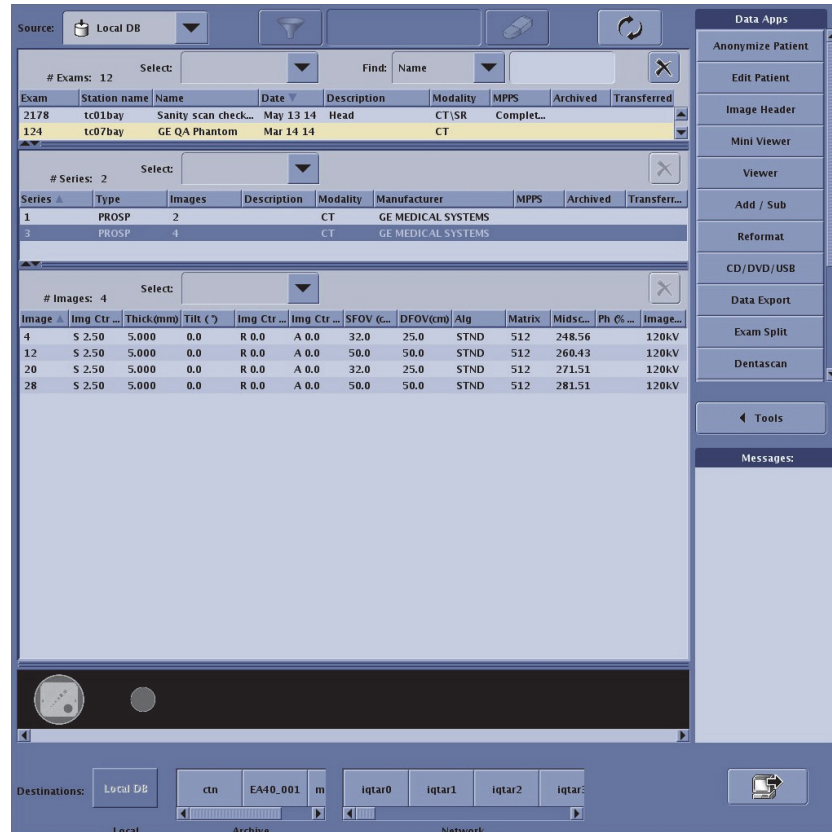 Source: Local DB
Data Apps
Anonymize Patient
Edit Patient
Image Header
Mini Viewer
Viewer
Add / Sub
Reformat
CD/DVD/USB
Data Export
Exam Split
Dentascan
Tools
Messages:
# Exams: 12 Select: Find: Name
Exam Station name Name Date Description Modality MPPS Archived Transferred
2178 tc01bay Sanity scan check... May 13 14 Head CT\SR Complet...
124 tc07bay GE QA Phantom Mar 14 14 CT
# Series: 2 Select:
Series Type Images Description Modality Manufacturer MPPS Archived Transferr...
1 PROSP 2 CT GE MEDICAL SYSTEMS
3 PROSP 4 CT GE MEDICAL SYSTEMS
# Images: 4 Select:
Image Img Ctr ... Thick(mm) Tilt (°) Img Ctr ... Img Ctr ... SFOV (c... DFOV(cm) Alg Matrix Midsc... Ph (% ... Image...
4 S 2.50 5.000 0.0 R 0.0 A 0.0 32.0 25.0 STND 512 248.56 120kV
12 S 2.50 5.000 0.0 R 0.0 A 0.0 50.0 50.0 STND 512 260.43 120kV
20 S 2.50 5.000 0.0 R 0.0 A 0.0 32.0 25.0 STND 512 271.51 120kV
28 S 2.50 5.000 0.0 R 0.0 A 0.0 50.0 50.0 STND 512 281.51 120kV
Destinations: Local DB ctn EA40_001 m iqtar0 iqtar1 iqtar2 iqtar
Local Archive Network